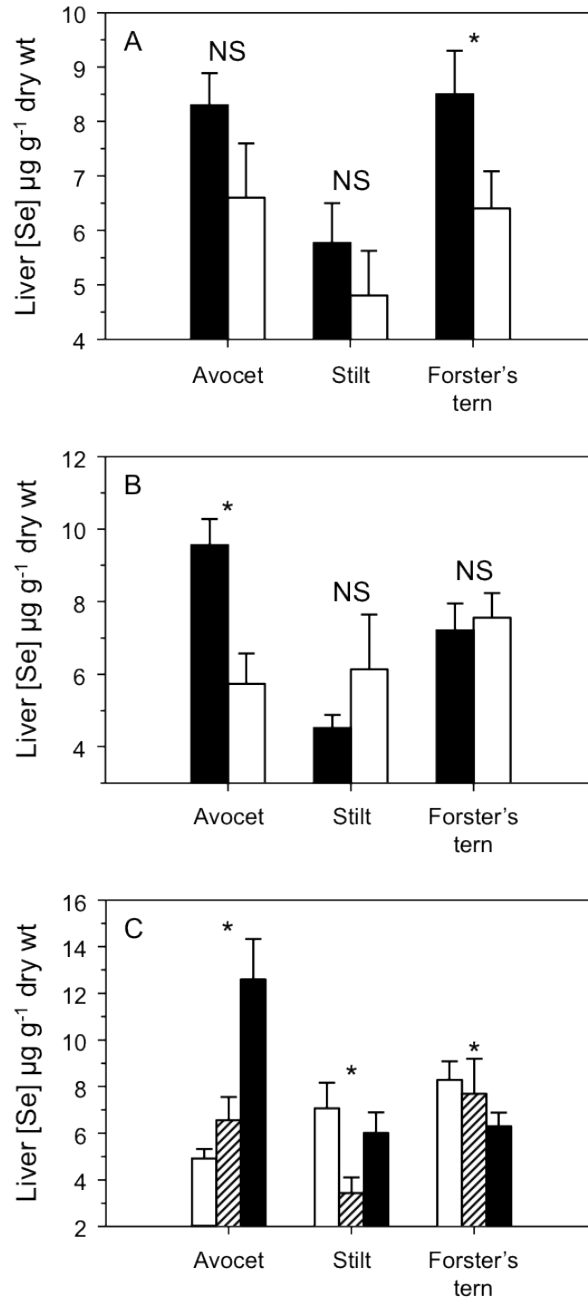 A
NS
NS
*
10
9
8
7
6
5
4
Liver [Se] µg g⁻¹ dry wt
Avocet Stilt Forster's
tern
B
*
NS
NS
12
10
8
6
4
Liver [Se] µg g⁻¹ dry wt
Avocet Stilt Forster's
tern
C
*
*
*
16
14
12
10
8
6
4
2
Liver [Se] µg g⁻¹ dry wt
Avocet Stilt Forster's
tern